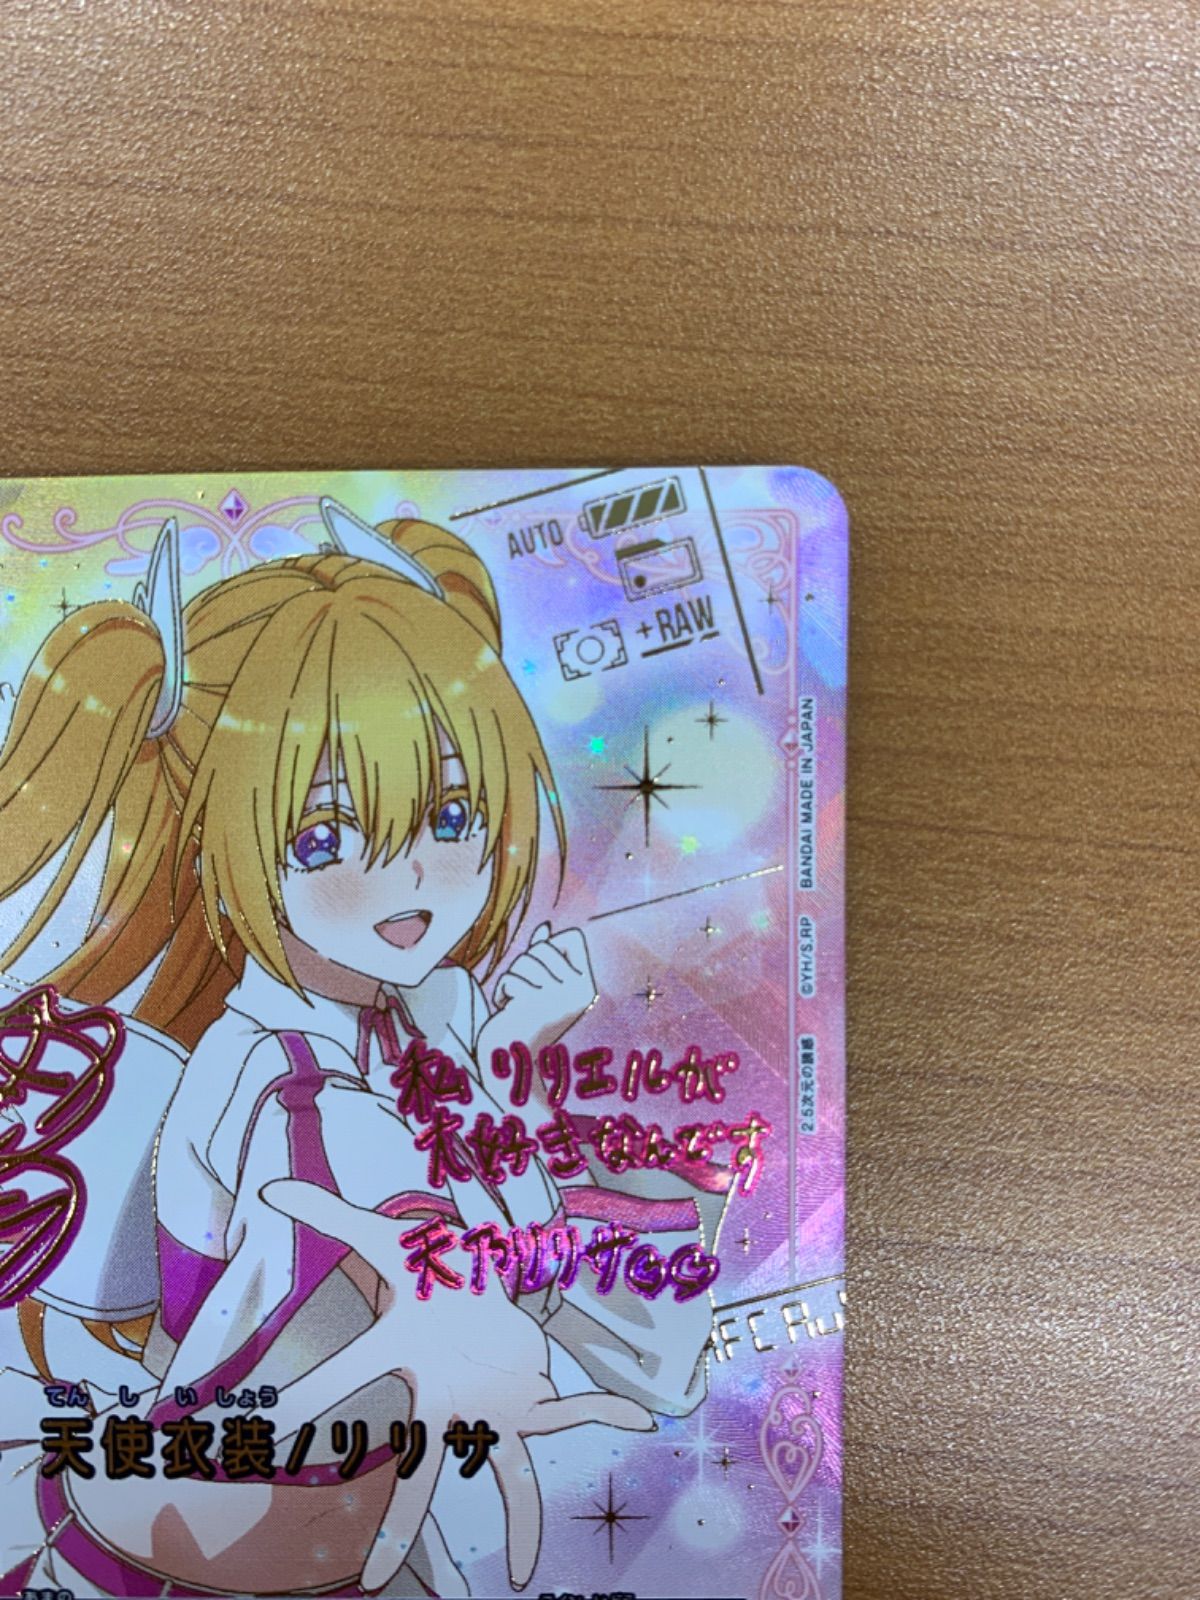 AUTO
+RAW
BANDAI MADE IN JAPAN
©YH/S,RP
2.5次元の誘惑
私 リリエルが
大好きなんです
天乃リリサ
AFC
てんしいしょう
天使衣装/リリサ